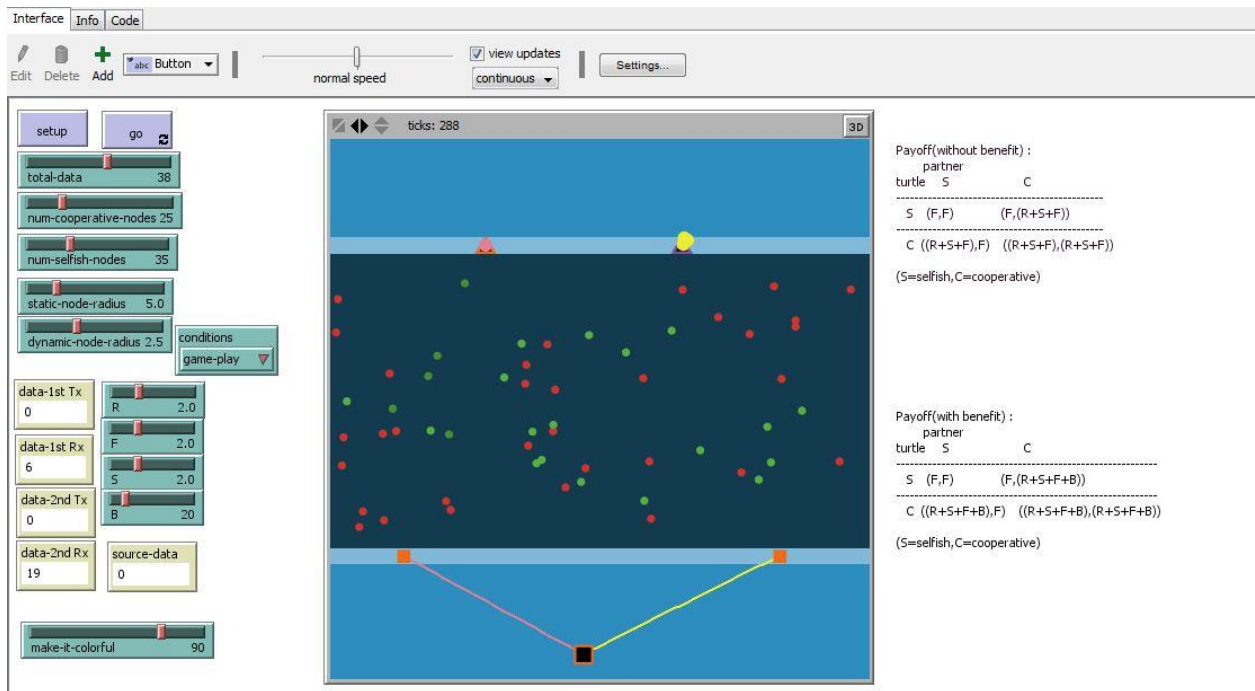 Interface Info Code
Edit Delete Add abc Button normal speed view updates continuous Settings...
setup go
total-data 38
num-cooperative-nodes 25
num-selfish-nodes 35
static-node-radius 5.0
dynamic-node-radius 2.5
conditions
game-play
data-1st Tx
0
R 2.0
F 2.0
data-1st Rx
6
S 2.0
data-2nd Tx
0
B 20
data-2nd Rx
19
source-data
0
make-it-colorful 90
ticks: 288 3D
Payoff(without benefit) :
partner
turtle S C
-----------------------------------------------
S (F,F) (F,(R+S+F))
-----------------------------------------------
C ((R+S+F),F) ((R+S+F),(R+S+F))
(S=selfish,C=cooperative)
Payoff(with benefit) :
partner
turtle S C
-----------------------------------------------------------
S (F,F) (F,(R+S+F+B))
-----------------------------------------------------------
C ((R+S+F+B),F) ((R+S+F+B),(R+S+F+B))
(S=selfish,C=cooperative)